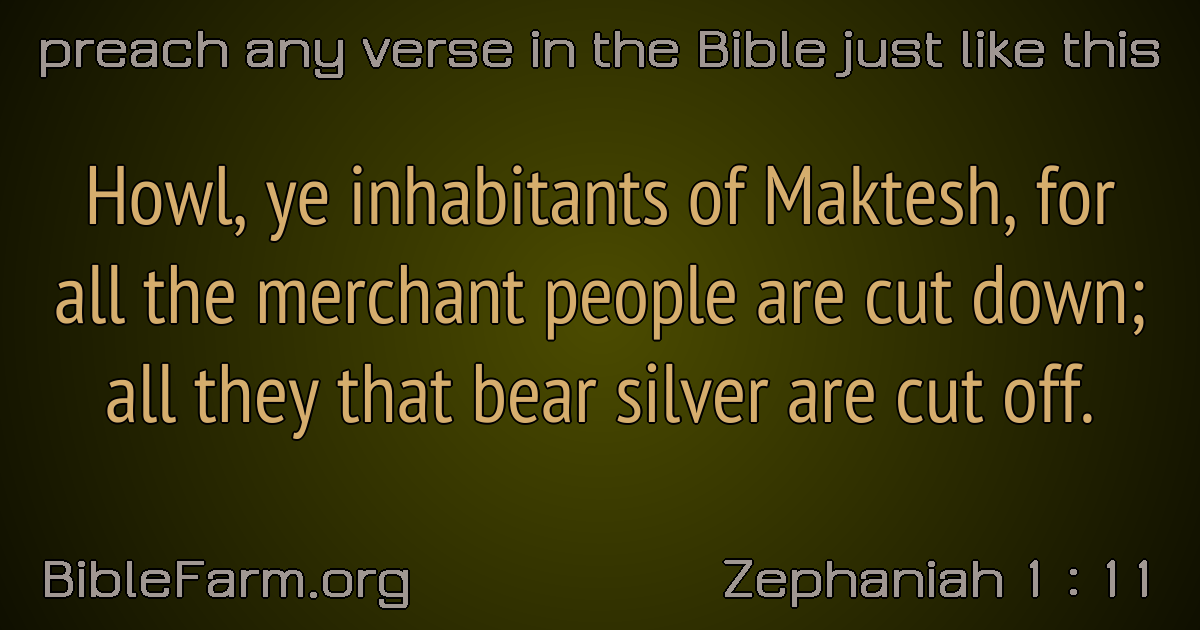 preach any verse in the Bible just like this
Howl, ye inhabitants of Maktesh, for
all the merchant people are cut down;
all they that bear silver are cut off.
BibleFarm.org
Zephaniah 1 : 11